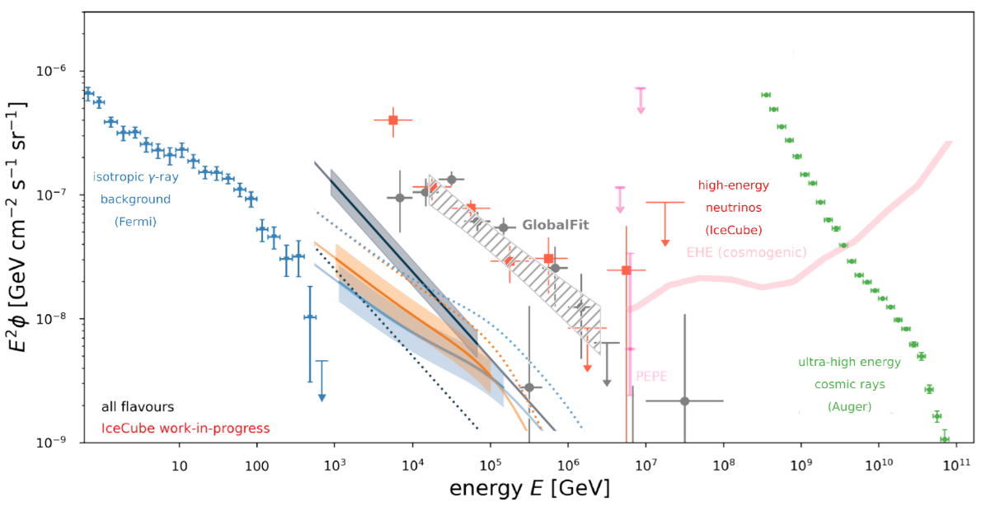 E²ϕ [GeV cm⁻² s⁻¹ sr⁻¹]
10⁻⁶
10⁻⁷
10⁻⁸
10⁻⁹
isotropic γ-ray
background
(Fermi)
GlobalFit
high-energy
neutrinos
(IceCube)
EHE (cosmogenic)
PEPE
ultra-high energy
cosmic rays
(Auger)
all flavours
IceCube work-in-progress
10
100
10³
10⁴
10⁵
10⁶
10⁷
10⁸
10⁹
10¹⁰
10¹¹
energy E [GeV]